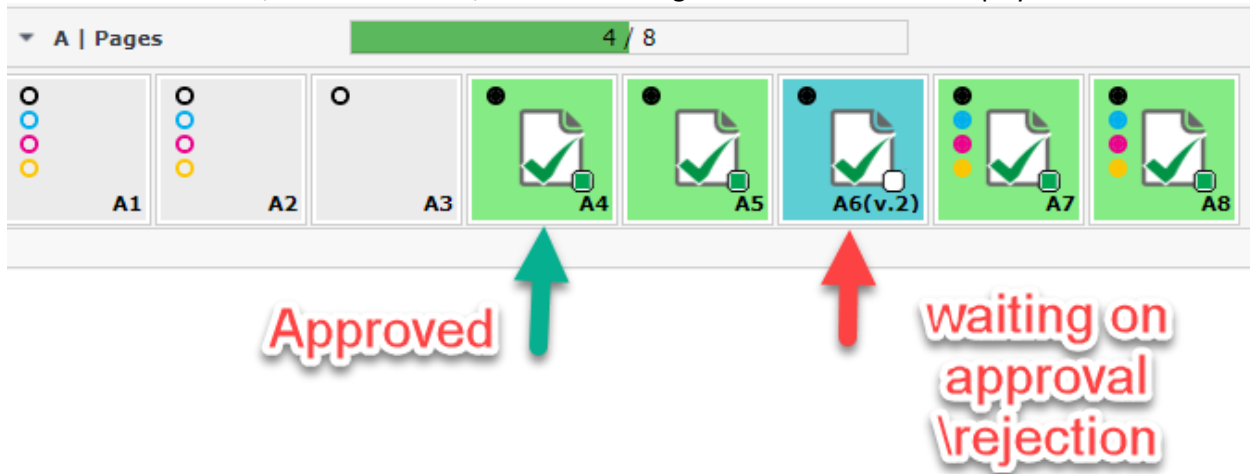 A | Pages
4 / 8
A1 A2 A3 A4 A5 A6(v.2) A7 A8
Approved
waiting on
approval
\rejection